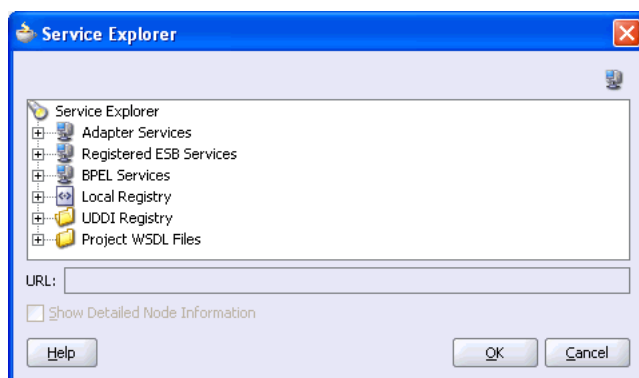 Service Explorer
Service Explorer
Adapter Services
Registered ESB Services
BPEL Services
Local Registry
UDDI Registry
Project WSDL Files
URL:
Show Detailed Node Information
Help OK Cancel